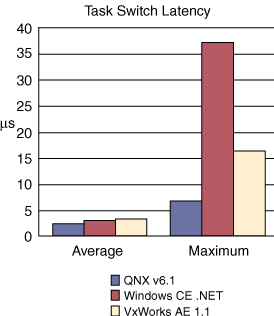 Task Switch Latency
40
35
30
25
20
15
10
5
0
μs
Average Maximum
QNX v6.1
Windows CE .NET
VxWorks AE 1.1